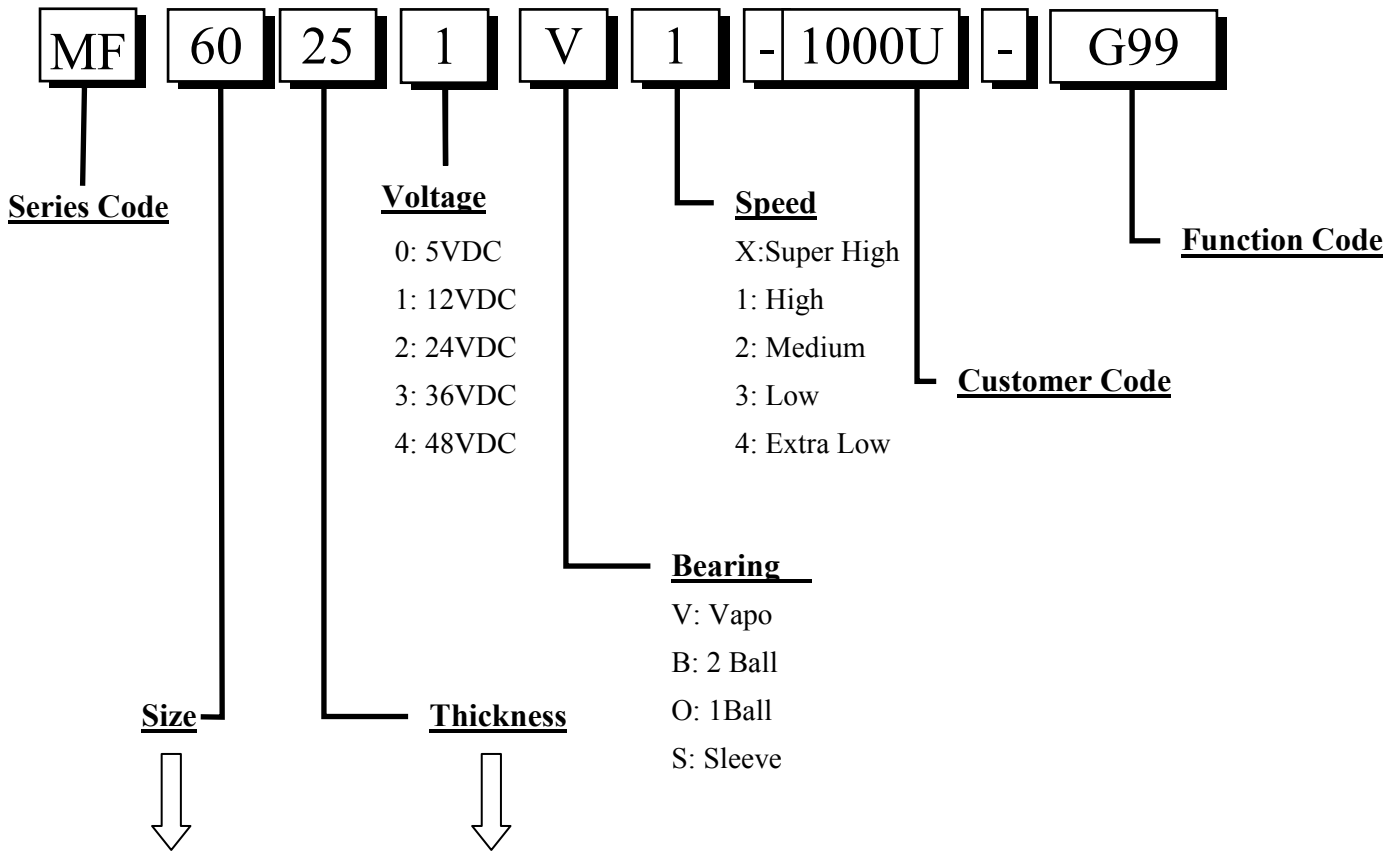 MF 60 25 1 V 1 - 1000U - G99
Series Code
Voltage
0: 5VDC
1: 12VDC
2: 24VDC
3: 36VDC
4: 48VDC
Speed
X:Super High
1: High
2: Medium
3: Low
4: Extra Low
Function Code
Customer Code
Bearing
V: Vapo
B: 2 Ball
O: 1Ball
S: Sleeve
Size
Thickness